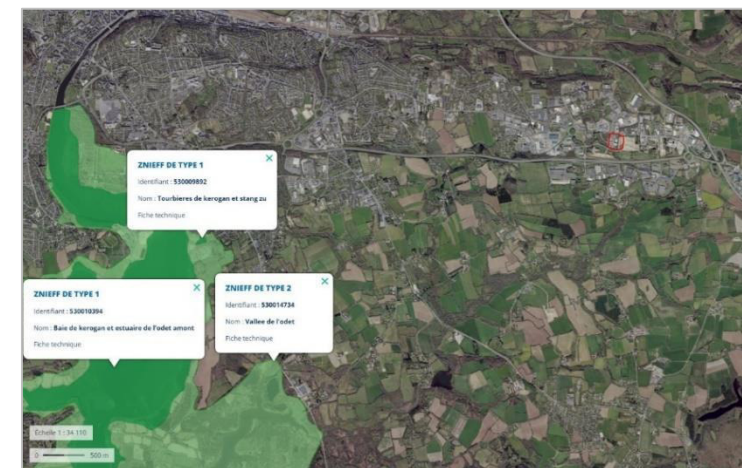 ZNIEFF DE TYPE 1
Identifiant : 530009892
Nom : Tourbieres de kerogan et stang zu
Fiche technique
ZNIEFF DE TYPE 1
Identifiant : 530010394
Nom : Baie de kerogan et estuaire de l'odet amont
Fiche technique
ZNIEFF DE TYPE 2
Identifiant : 530014734
Nom : Vallee de l'odet
Fiche technique
Échelle 1 : 34 110
0 500 m